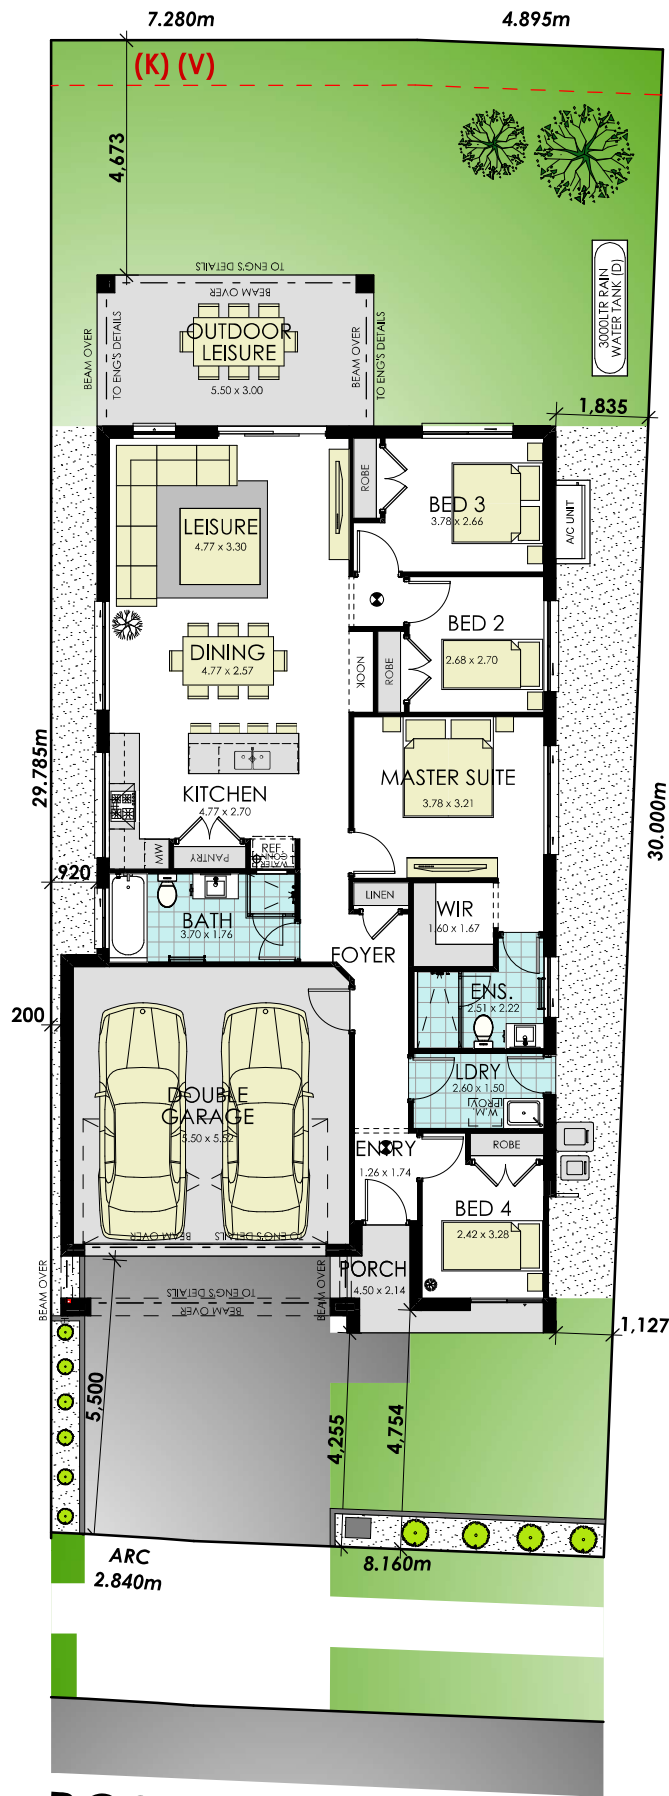 7.280m
4.895m
(K) (V)
4,673
TO ENG'S DETAILS
BEAM OVER
BEAM OVER
TO ENG'S DETAILS
OUTDOOR
LEISURE
5.50 x 3.00
BEAM OVER
TO ENG'S DETAILS
3000LTR RAIN
WATER TANK (D)
1,835
LEISURE
4.77 x 3.30
ROBE
BED 3
3.78 x 2.66
A/C UNIT
BED 2
2.68 x 2.70
DINING
4.77 x 2.57
NOOK
ROBE
29.785m
KITCHEN
4.77 x 2.70
MASTER SUITE
3.78 x 3.21
30.000m
MW
PANTRY
REF.
WATER
CONN.
920
LINEN
BATH
3.70 x 1.76
WIR
1.60 x 1.67
FOYER
ENS.
2.51 x 2.22
200
LDRY
2.60 x 1.50
W.M.
(PROV)
DOUBLE
GARAGE
5.50 x 5.52
ENTRY
1.26 x 1.74
ROBE
BED 4
2.42 x 3.28
BEAM OVER
TO ENG'S DETAILS
PORCH
4.50 x 2.14
BEAM OVER
TO ENG'S DETAILS
BEAM OVER
BEAM OVER
1,127
5,500
4,255
4,754
ARC
2.840m
8.160m